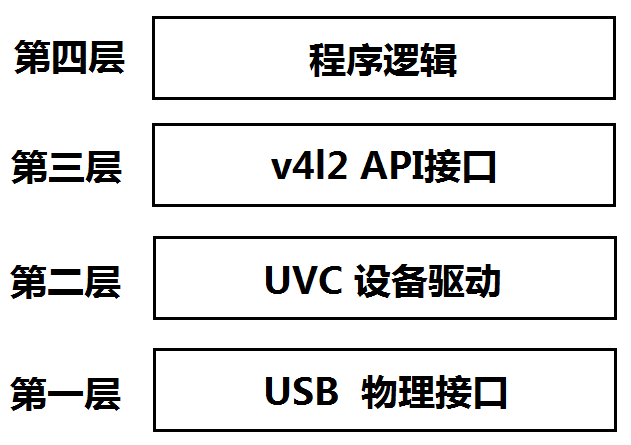 第四层 程序逻辑
第三层 v4l2 API接口
第二层 UVC 设备驱动
第一层 USB 物理接口